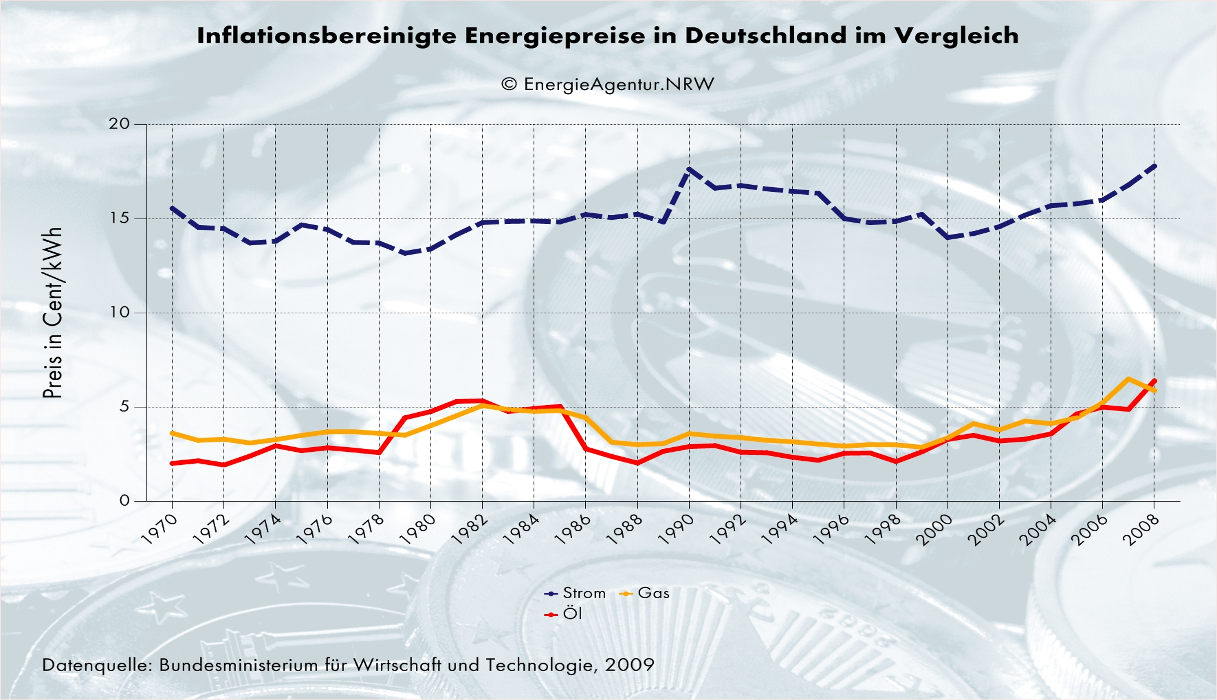 Inflationsbereinigte Energiepreise in Deutschland im Vergleich
© EnergieAgentur.NRW
Preis in Cent/kWh
20
15
10
5
0
1970 1972 1974 1976 1978 1980 1982 1984 1986 1988 1990 1992 1994 1996 1998 2000 2002 2004 2006 2008
Strom Gas
Öl
Datenquelle: Bundesministerium für Wirtschaft und Technologie, 2009